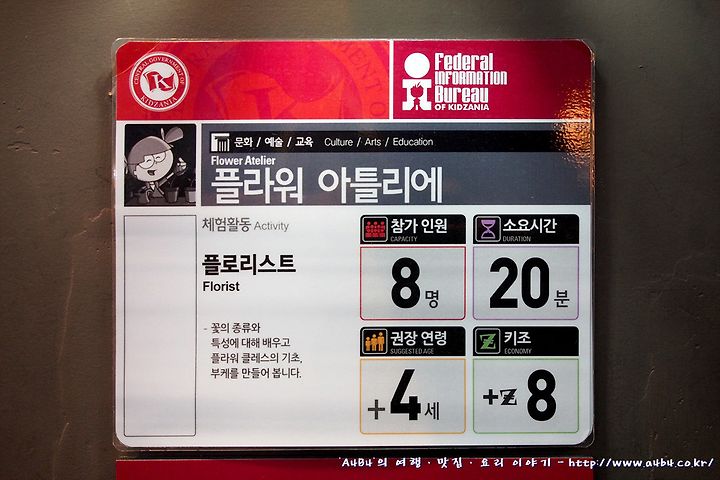 CENTRAL GOVERNMENT OF
KIDZANIA
K
Federal
INFORMATION
Bureau
OF KIDZANIA
문화 / 예술 / 교육 Culture / Arts / Education
Flower Atelier
플라워 아틀리에
체험활동 Activity
플로리스트
Florist
- 꽃의 종류와
특성에 대해 배우고
플라워 클레스의 기초,
부케를 만들어 봅니다.
참가 인원
CAPACITY
8명
소요시간
DURATION
20분
권장 연령
SUGGESTED AGE
+4세
키조
ECONOMY
+Z 8
'A4B4'의 여행 · 맛집 · 요리 이야기 - http://www.a4b4.co.kr/